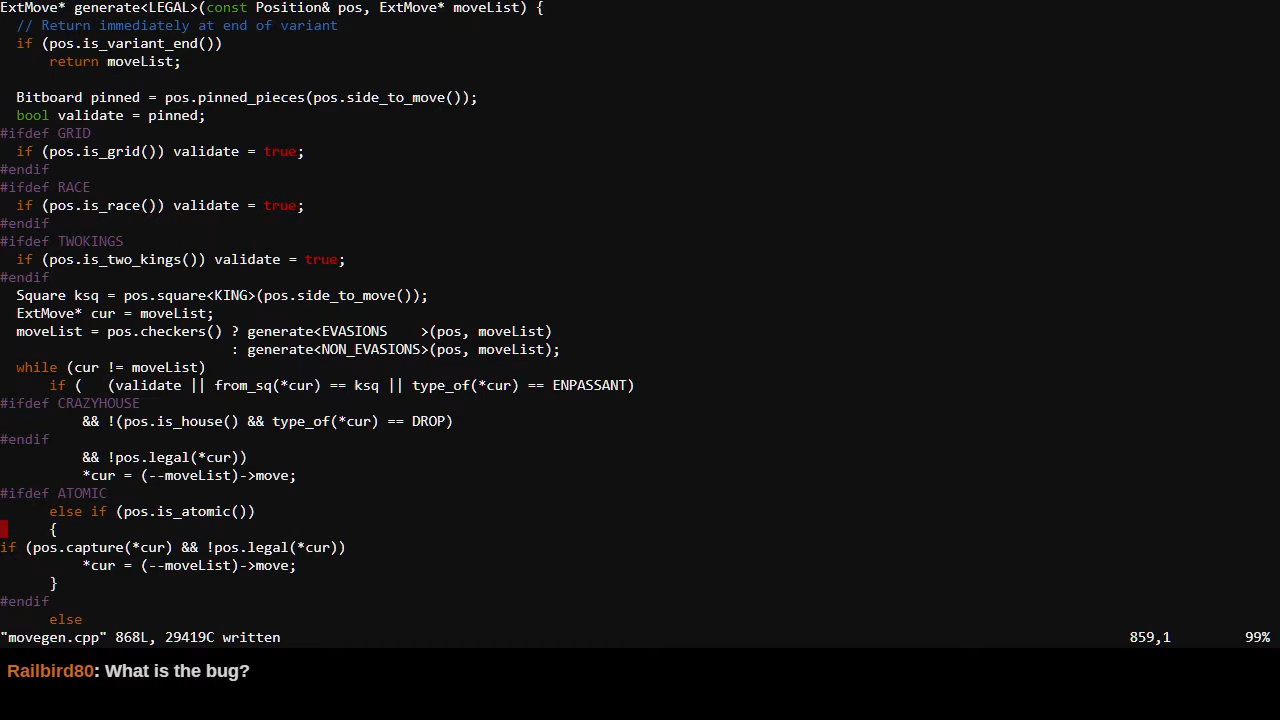 ExtMove* generate<LEGAL>(const Position& pos, ExtMove* moveList) {
  // Return immediately at end of variant
  if (pos.is_variant_end())
      return moveList;

  Bitboard pinned = pos.pinned_pieces(pos.side_to_move());
  bool validate = pinned;
#ifdef GRID
  if (pos.is_grid()) validate = true;
#endif
#ifdef RACE
  if (pos.is_race()) validate = true;
#endif
#ifdef TWOKINGS
  if (pos.is_two_kings()) validate = true;
#endif
  Square ksq = pos.square<KING>(pos.side_to_move());
  ExtMove* cur = moveList;
  moveList = pos.checkers() ? generate<EVASIONS    >(pos, moveList)
                            : generate<NON_EVASIONS>(pos, moveList);
  while (cur != moveList)
      if (   (validate || from_sq(*cur) == ksq || type_of(*cur) == ENPASSANT)
#ifdef CRAZYHOUSE
          && !(pos.is_house() && type_of(*cur) == DROP)
#endif
          && !pos.legal(*cur))
          *cur = (--moveList)->move;
#ifdef ATOMIC
      else if (pos.is_atomic())
      {
if (pos.capture(*cur) && !pos.legal(*cur))
          *cur = (--moveList)->move;
      }
#endif
      else
"movegen.cpp" 868L, 29419C written 859,1 99%
Railbird80: What is the bug?